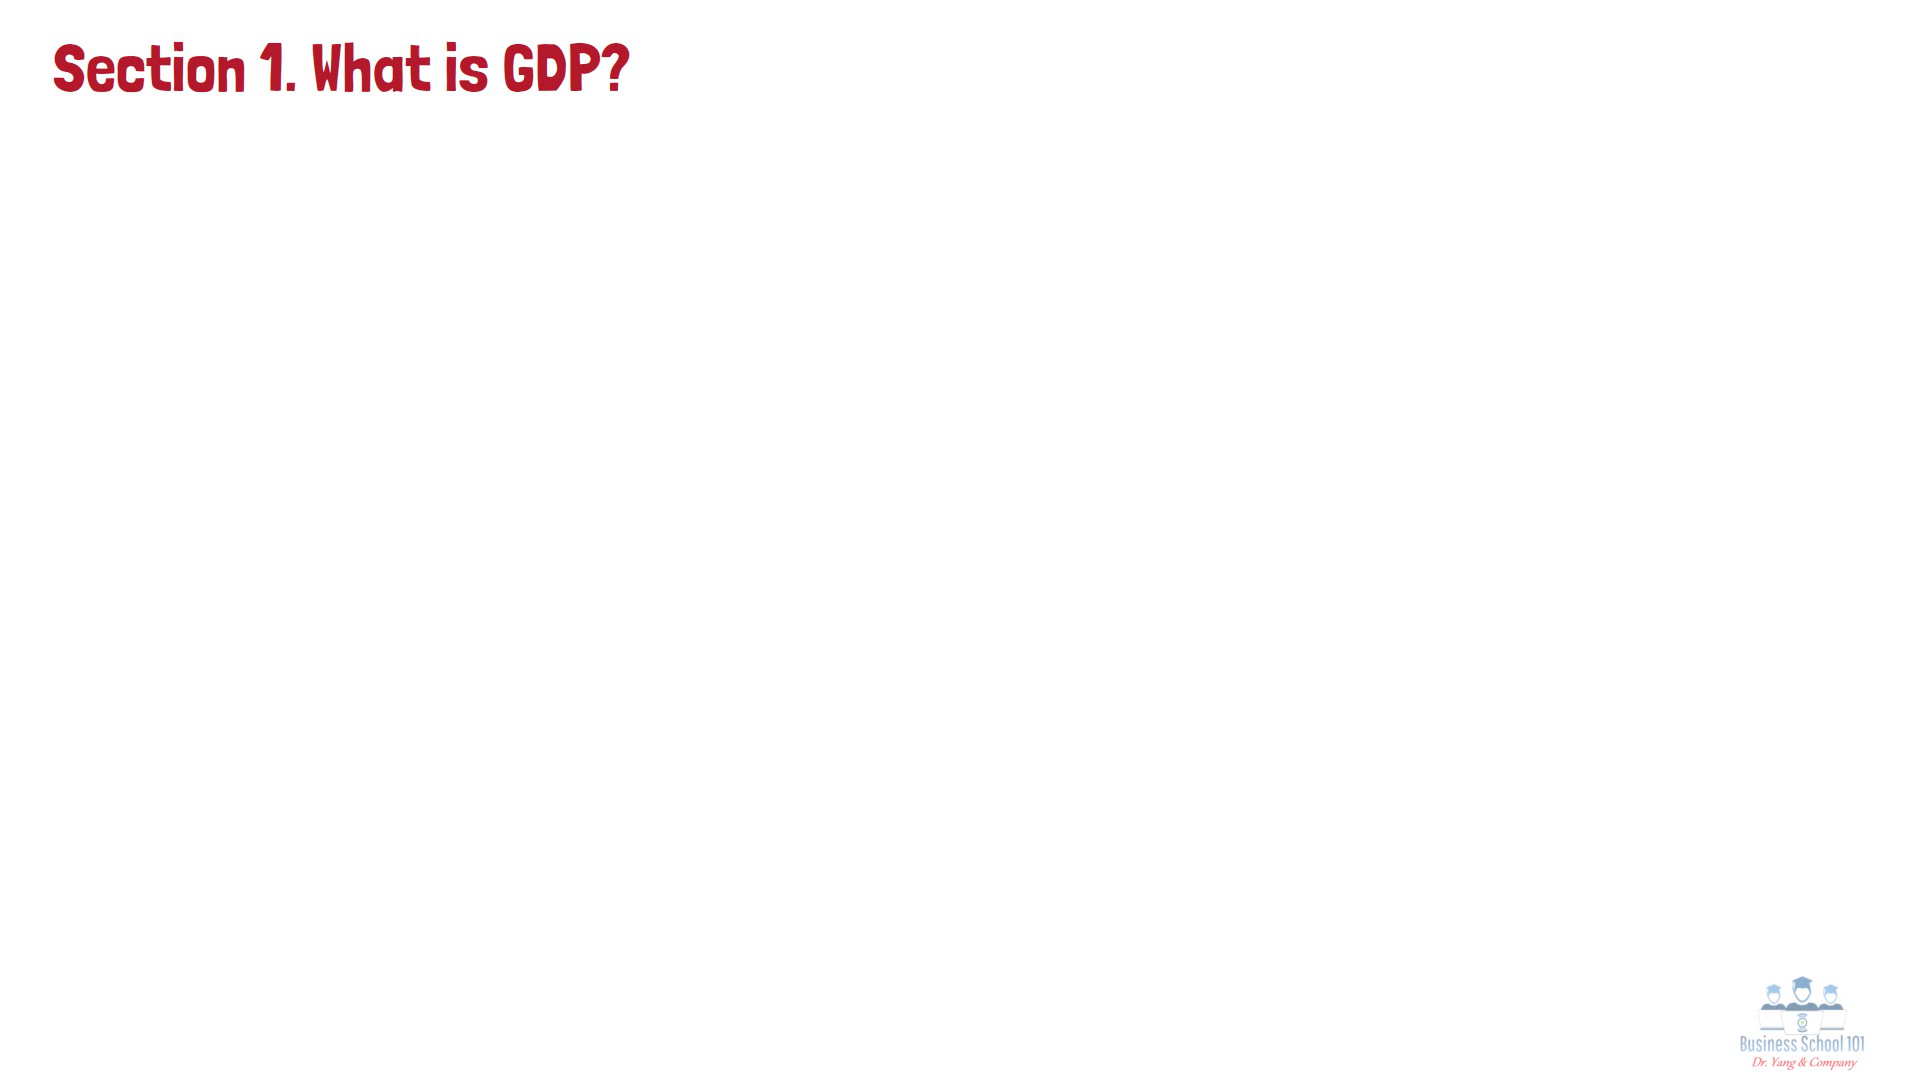 Section 1. What is GDP?
Business School 101
Dr. Yang & Company